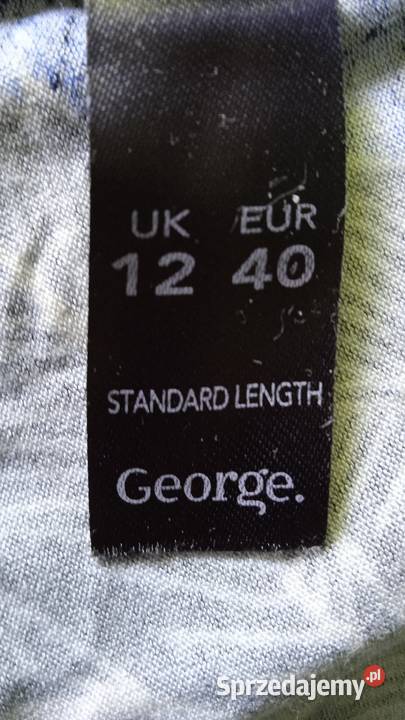 UK EUR
12 40
STANDARD LENGTH
George.
Sprzedajemy.pl